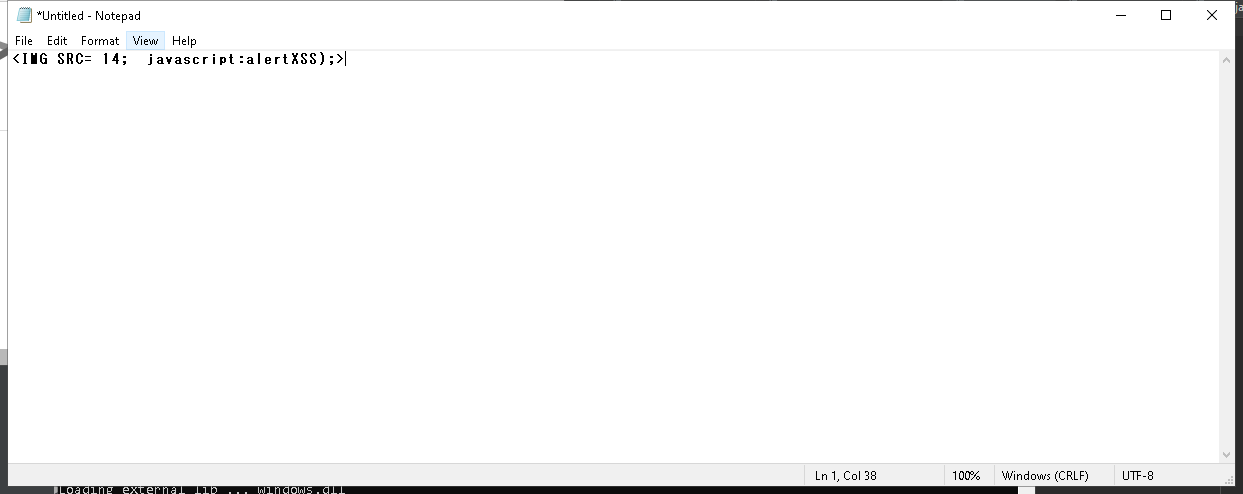 *Untitled - Notepad
File Edit Format View Help
<IMG SRC= 14;  javascript:alertXSS);>
Ln 1, Col 38 100% Windows (CRLF) UTF-8
Loading external lib ... windows.dll